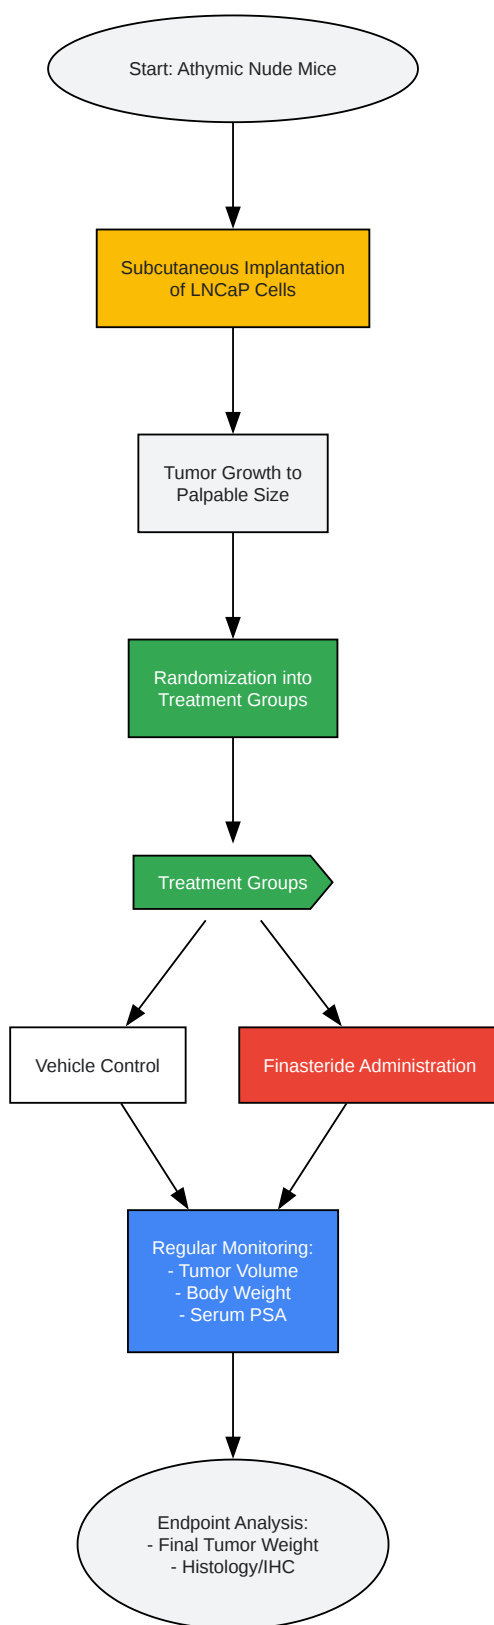 Start: Athymic Nude Mice
Subcutaneous Implantation
of LNCaP Cells
Tumor Growth to
Palpable Size
Randomization into
Treatment Groups
Treatment Groups
Vehicle Control
Finasteride Administration
Regular Monitoring:
- Tumor Volume
- Body Weight
- Serum PSA
Endpoint Analysis:
- Final Tumor Weight
- Histology/IHC